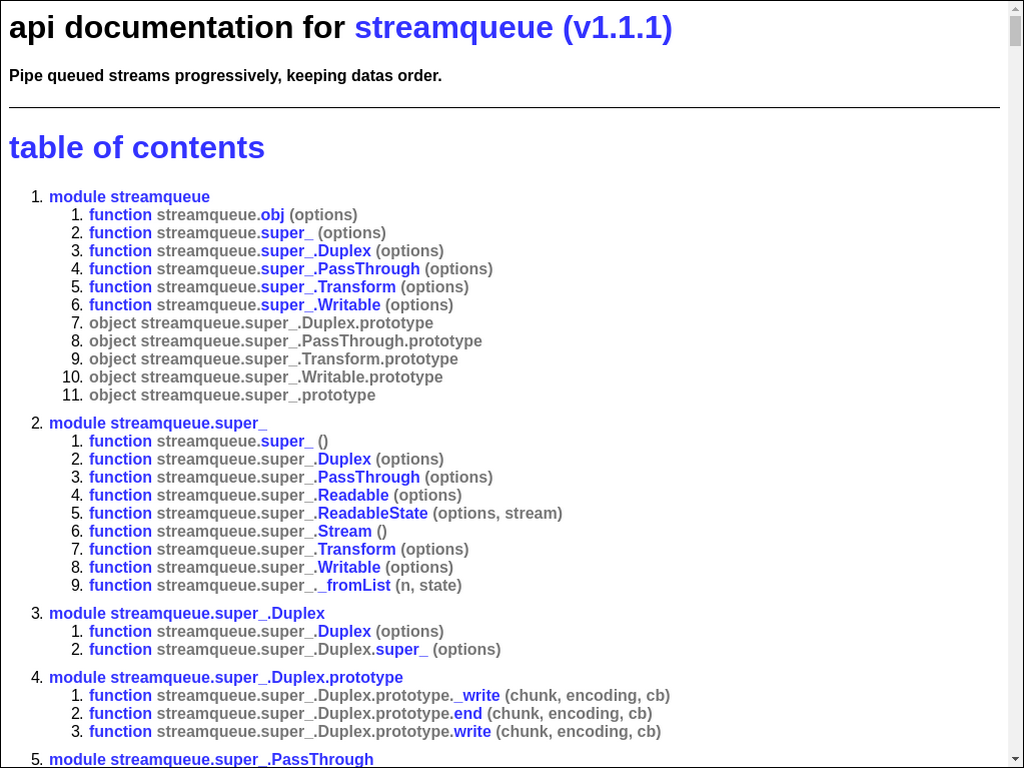 api documentation for streamqueue (v1.1.1)
Pipe queued streams progressively, keeping datas order.
table of contents
1. module streamqueue
1. function streamqueue.obj (options)
2. function streamqueue.super_ (options)
3. function streamqueue.super_.Duplex (options)
4. function streamqueue.super_.PassThrough (options)
5. function streamqueue.super_.Transform (options)
6. function streamqueue.super_.Writable (options)
7. object streamqueue.super_.Duplex.prototype
8. object streamqueue.super_.PassThrough.prototype
9. object streamqueue.super_.Transform.prototype
10. object streamqueue.super_.Writable.prototype
11. object streamqueue.super_.prototype
2. module streamqueue.super_
1. function streamqueue.super_ ()
2. function streamqueue.super_.Duplex (options)
3. function streamqueue.super_.PassThrough (options)
4. function streamqueue.super_.Readable (options)
5. function streamqueue.super_.ReadableState (options, stream)
6. function streamqueue.super_.Stream ()
7. function streamqueue.super_.Transform (options)
8. function streamqueue.super_.Writable (options)
9. function streamqueue.super_._fromList (n, state)
3. module streamqueue.super_.Duplex
1. function streamqueue.super_.Duplex (options)
2. function streamqueue.super_.Duplex.super_ (options)
4. module streamqueue.super_.Duplex.prototype
1. function streamqueue.super_.Duplex.prototype._write (chunk, encoding, cb)
2. function streamqueue.super_.Duplex.prototype.end (chunk, encoding, cb)
3. function streamqueue.super_.Duplex.prototype.write (chunk, encoding, cb)
5. module streamqueue.super_.PassThrough